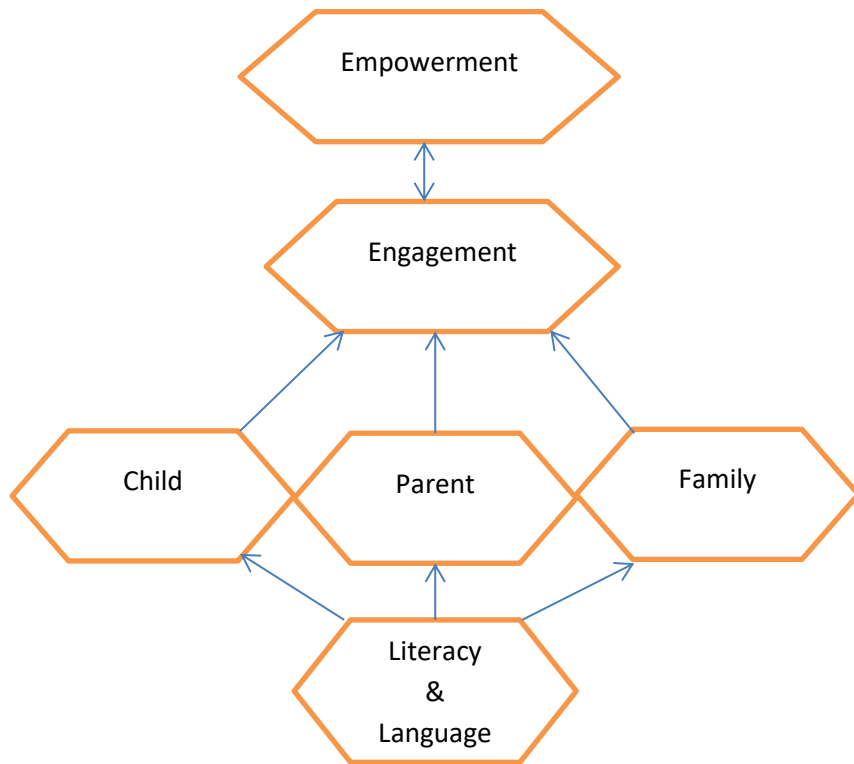 Empowerment
Engagement
Child
Parent
Family
Literacy
&
Language